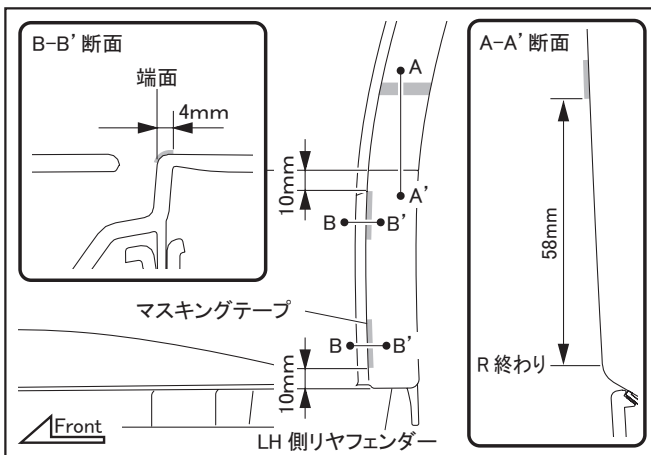 B-B’断面
端面
4mm
A
10mm
A’
B
B’
マスキングテープ
B
B’
10mm
Front
LH 側リヤフェンダー
A-A’断面
58mm
R 終わり